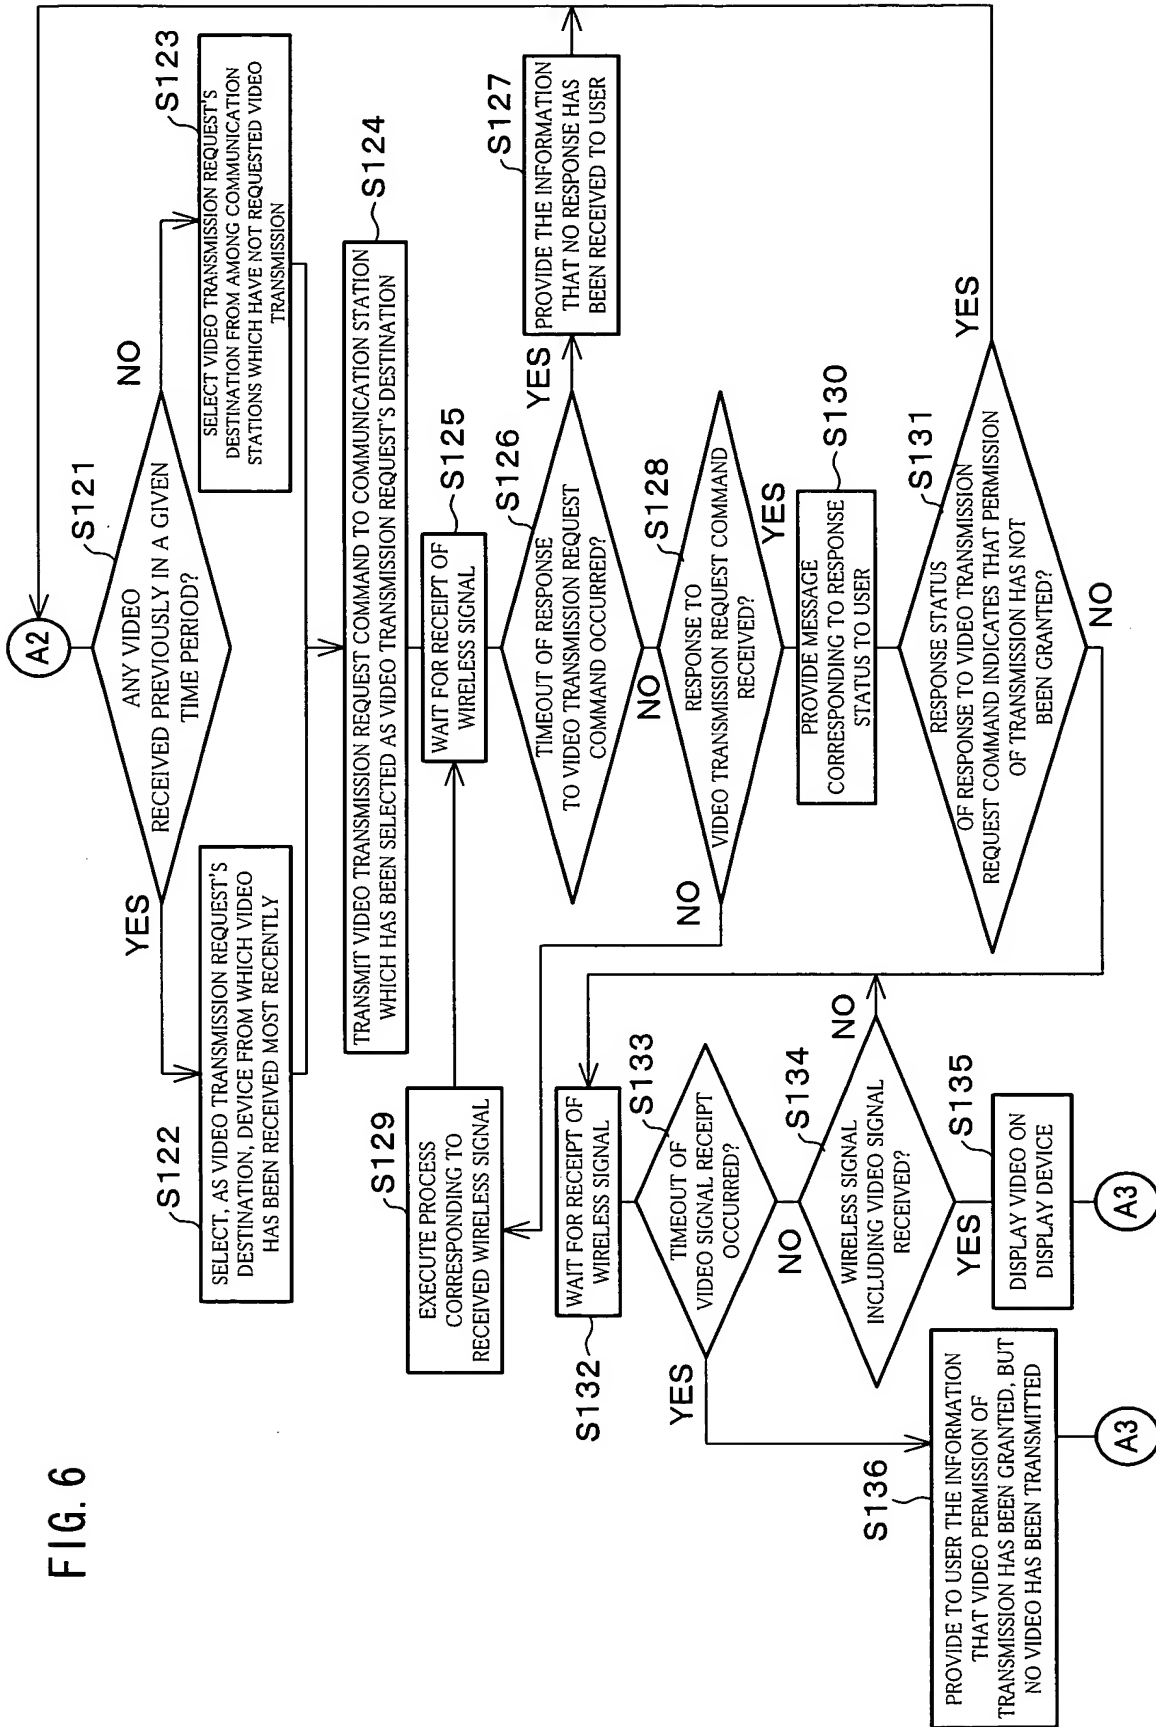 FIG. 6
A2
S121
ANY VIDEO
RECEIVED PREVIOUSLY IN A GIVEN
TIME PERIOD?
YES
NO
S122
SELECT, AS VIDEO TRANSMISSION REQUEST'S
DESTINATION, DEVICE FROM WHICH VIDEO
HAS BEEN RECEIVED MOST RECENTLY
S123
SELECT VIDEO TRANSMISSION REQUEST'S
DESTINATION FROM AMONG COMMUNICATION
STATIONS WHICH HAVE NOT REQUESTED VIDEO
TRANSMISSION
S124
TRANSMIT VIDEO TRANSMISSION REQUEST COMMAND TO COMMUNICATION STATION
WHICH HAS BEEN SELECTED AS VIDEO TRANSMISSION REQUEST'S DESTINATION
S125
WAIT FOR RECEIPT OF
WIRELESS SIGNAL
S126
TIMEOUT OF RESPONSE
TO VIDEO TRANSMISSION REQUEST
COMMAND OCCURRED?
YES
NO
S127
PROVIDE THE INFORMATION
THAT NO RESPONSE HAS
BEEN RECEIVED TO USER
S128
RESPONSE TO
VIDEO TRANSMISSION REQUEST COMMAND
RECEIVED?
NO
YES
S129
EXECUTE PROCESS
CORRESPONDING TO
RECEIVED WIRELESS SIGNAL
S130
PROVIDE MESSAGE
CORRESPONDING TO RESPONSE
STATUS TO USER
S131
RESPONSE STATUS
OF RESPONSE TO VIDEO TRANSMISSION
REQUEST COMMAND INDICATES THAT PERMISSION
OF TRANSMISSION HAS NOT
BEEN GRANTED?
YES
NO
S132
WAIT FOR RECEIPT OF
WIRELESS SIGNAL
S133
TIMEOUT OF
VIDEO SIGNAL RECEIPT
OCCURRED?
YES
NO
S134
WIRELESS SIGNAL
INCLUDING VIDEO SIGNAL
RECEIVED?
NO
YES
S135
DISPLAY VIDEO ON
DISPLAY DEVICE
A3
S136
PROVIDE TO USER THE INFORMATION
THAT VIDEO PERMISSION OF
TRANSMISSION HAS BEEN GRANTED, BUT
NO VIDEO HAS BEEN TRANSMITTED
A3